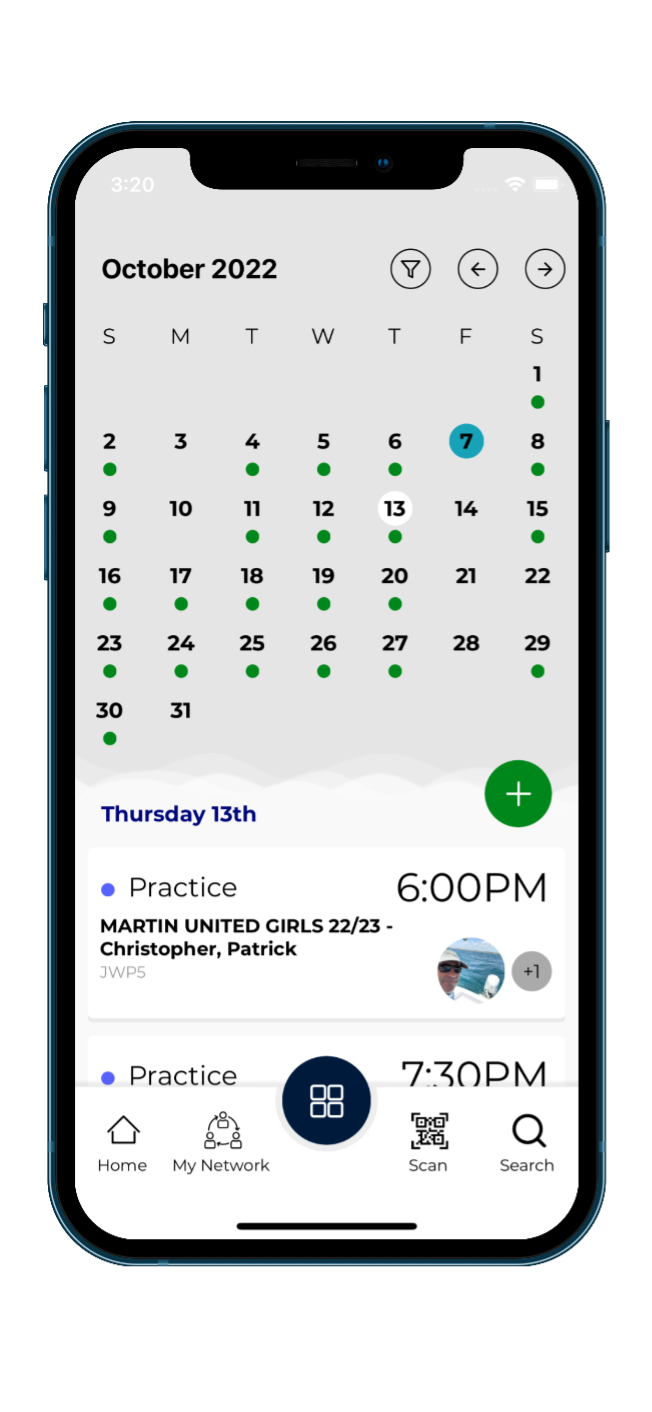 3:20
October 2022
S M T W T F S
1
2 3 4 5 6 7 8
9 10 11 12 13 14 15
16 17 18 19 20 21 22
23 24 25 26 27 28 29
30 31
Thursday 13th
Practice 6:00PM
MARTIN UNITED GIRLS 22/23 -
Christopher, Patrick
JWP5
+1
Practice 7:30PM
Home My Network Scan Search